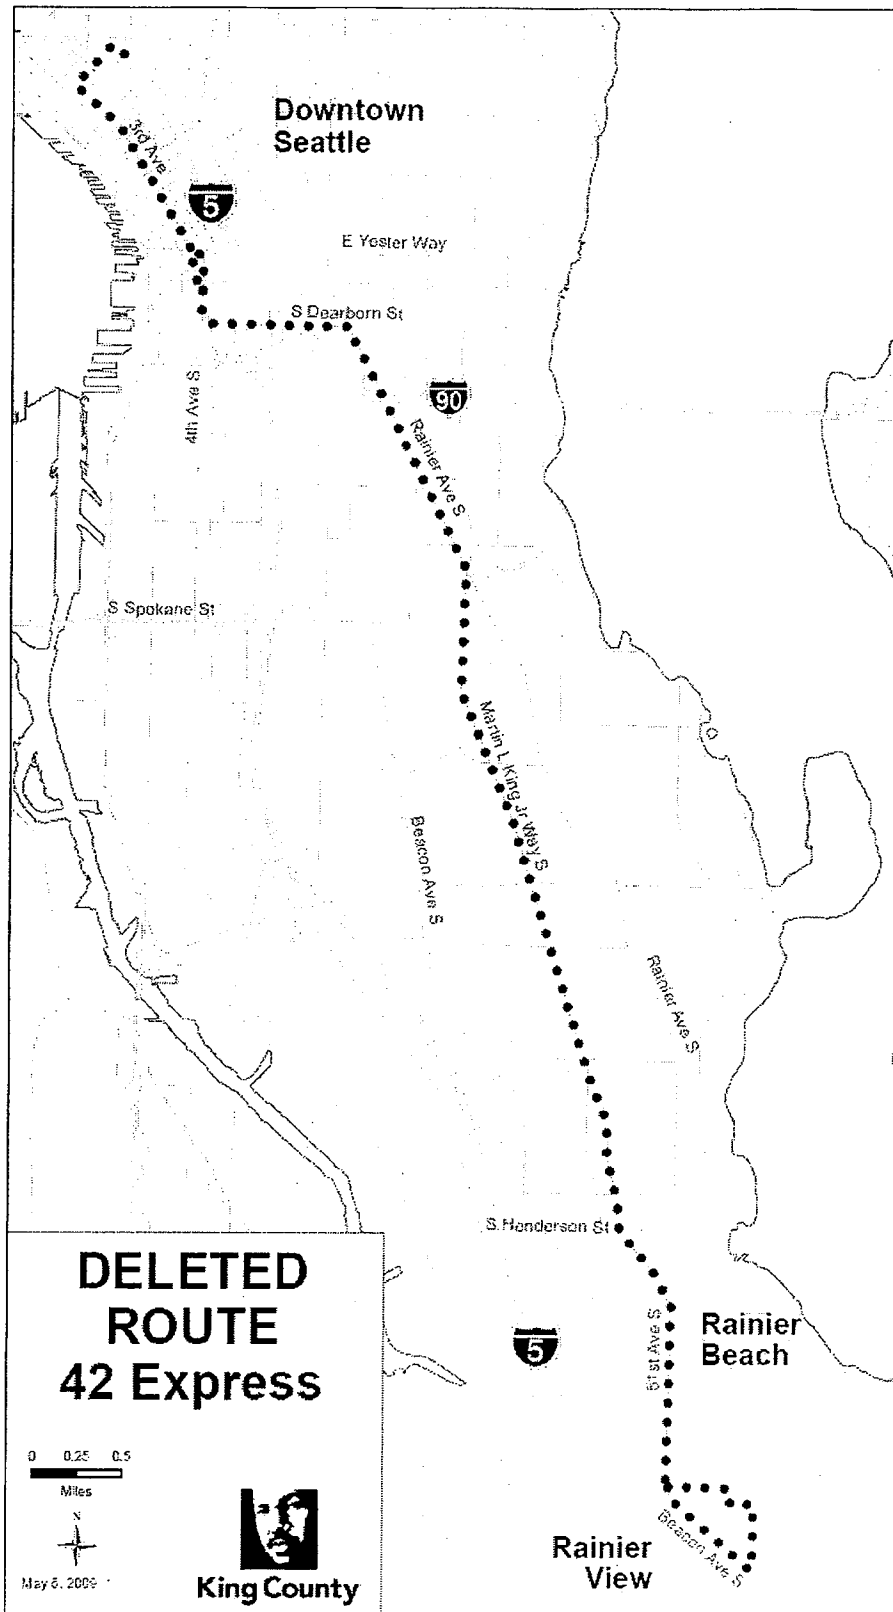 Downtown
Seattle
3rd Ave
5
E Yesler Way
S Dearborn St
4th Ave S
90
Rainier Ave S
S Spokane St
Martin L King Jr Way S
Beacon Ave S
Rainier Ave S
S Henderson St
DELETED
ROUTE
42 Express
5
51st Ave S
Rainier
Beach
0 0.25 0.5
Miles
N
May 5, 2009
King County
Beacon Ave S
Rainier
View